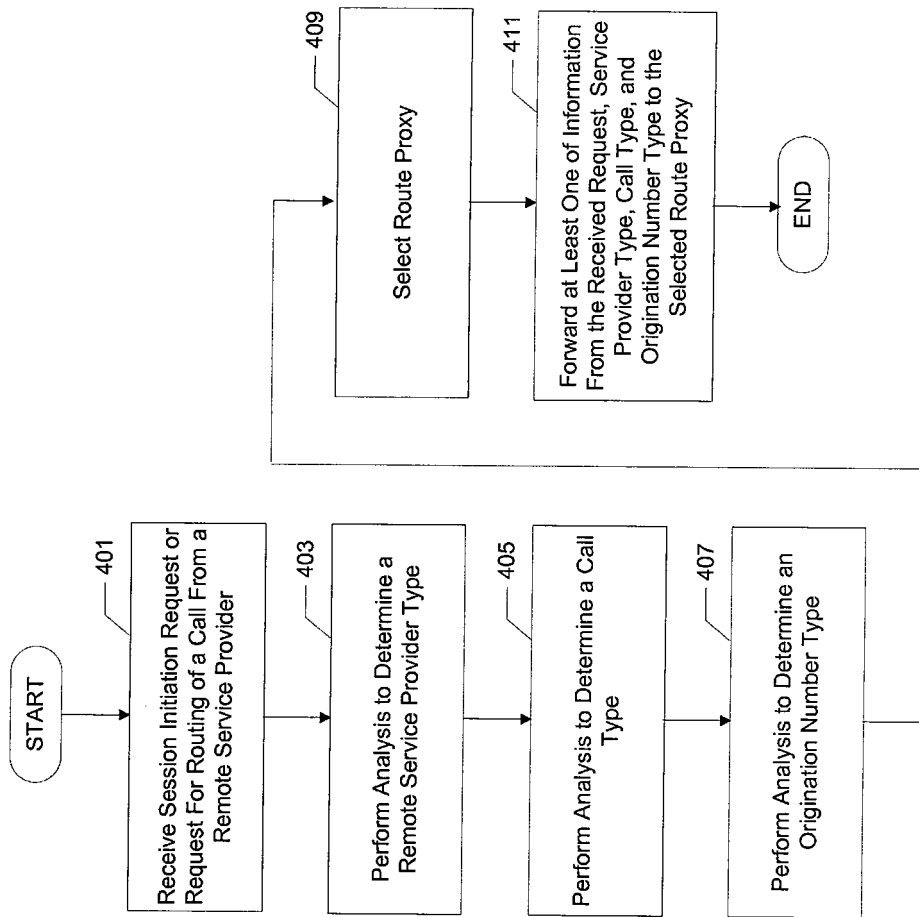 START
401
Receive Session Initiation Request or
Request For Routing of a Call From a
Remote Service Provider
403
Perform Analysis to Determine a
Remote Service Provider Type
405
Perform Analysis to Determine a Call
Type
407
Perform Analysis to Determine an
Origination Number Type
409
Select Route Proxy
411
Forward at Least One of Information
From the Received Request, Service
Provider Type, Call Type, and
Origination Number Type to the
Selected Route Proxy
END